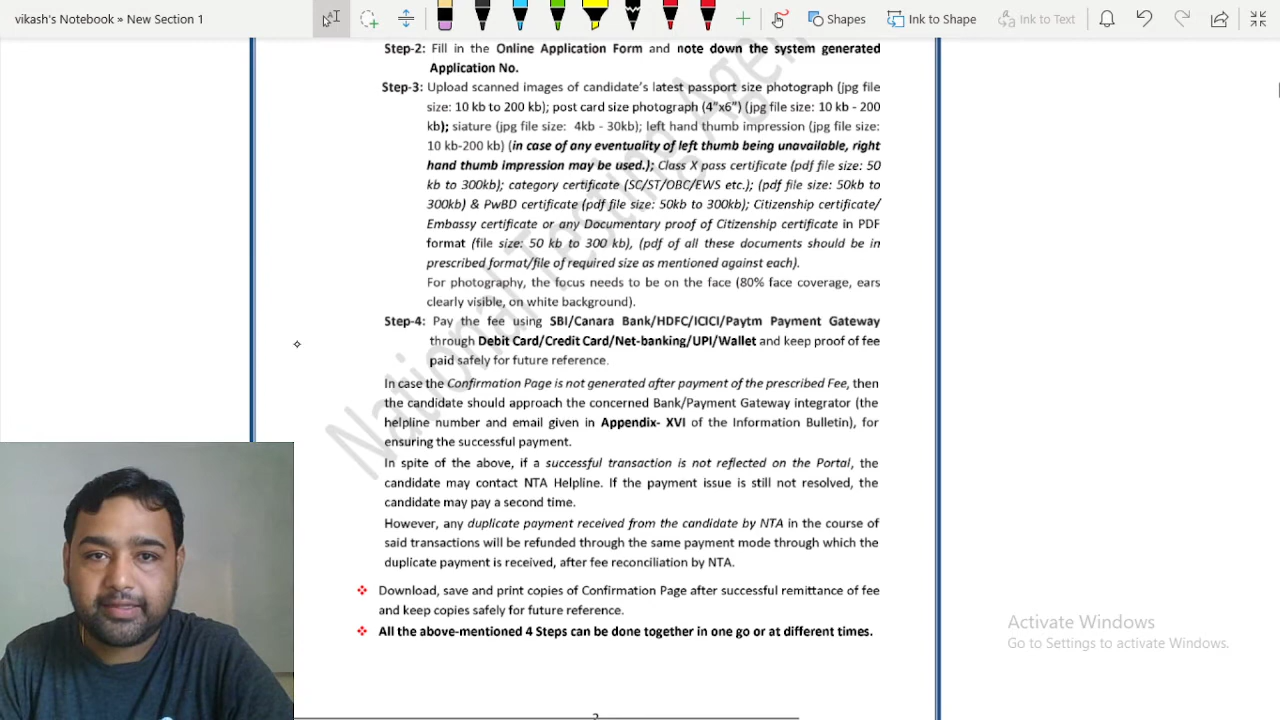 vikash's Notebook » New Section 1
Shapes
Ink to Shape
Ink to Text
Step-2: Fill in the Online Application Form and note down the system generated
Application No.
Step-3: Upload scanned images of candidate's latest passport size photograph (jpg file
size: 10 kb to 200 kb); post card size photograph (4"x6") (jpg file size: 10 kb - 200
kb); siature (jpg file size: 4kb - 30kb); left hand thumb impression (jpg file size:
10 kb-200 kb) (in case of any eventuality of left thumb being unavailable, right
hand thumb impression may be used.); Class X pass certificate (pdf file size: 50
kb to 300kb); category certificate (SC/ST/OBC/EWS etc.); (pdf file size: 50kb to
300kb) & PwBD certificate (pdf file size: 50kb to 300kb); Citizenship certificate/
Embassy certificate or any Documentary proof of Citizenship certificate in PDF
format (file size: 50 kb to 300 kb), (pdf of all these documents should be in
prescribed format/file of required size as mentioned against each).
For photography, the focus needs to be on the face (80% face coverage, ears
clearly visible, on white background).
Step-4: Pay the fee using SBI/Canara Bank/HDFC/ICICI/Paytm Payment Gateway
through Debit Card/Credit Card/Net-banking/UPI/Wallet and keep proof of fee
paid safely for future reference.
In case the Confirmation Page is not generated after payment of the prescribed Fee, then
the candidate should approach the concerned Bank/Payment Gateway integrator (the
helpline number and email given in Appendix- XVI of the Information Bulletin), for
ensuring the successful payment.
In spite of the above, if a successful transaction is not reflected on the Portal, the
candidate may contact NTA Helpline. If the payment issue is still not resolved, the
candidate may pay a second time.
However, any duplicate payment received from the candidate by NTA in the course of
said transactions will be refunded through the same payment mode through which the
duplicate payment is received, after fee reconciliation by NTA.
Download, save and print copies of Confirmation Page after successful remittance of fee
and keep copies safely for future reference.
All the above-mentioned 4 Steps can be done together in one go or at different times.
National Testing Agen
Activate Windows
Go to Settings to activate Windows.